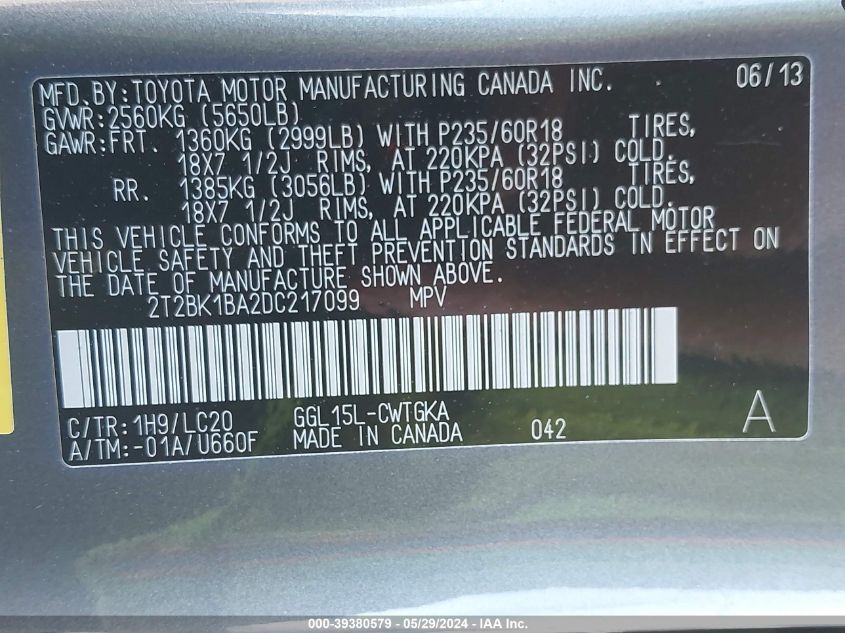 MFD.BY:TOYOTA MOTOR MANUFACTURING CANADA INC. 06/13
GVWR:2560KG (5650LB)
GAWR:FRT. 1360KG (2999LB) WITH P235/60R18 TIRES,
18X7 1/2J RIMS, AT 220KPA (32PSI) COLD.
RR. 1385KG (3056LB) WITH P235/60R18 TIRES,
18X7 1/2J RIMS, AT 220KPA (32PSI) COLD.
THIS VEHICLE CONFORMS TO ALL APPLICABLE FEDERAL MOTOR
VEHICLE SAFETY AND THEFT PREVENTION STANDARDS IN EFFECT ON
THE DATE OF MANUFACTURE SHOWN ABOVE.
2T2BK1BA2DC217099 MPV
C/TR:1H9/LC20 GGL15L-CWTGKA
A/TM:-01A/U660F MADE IN CANADA 042 A
000-39380579 - 05/29/2024 - IAA Inc.